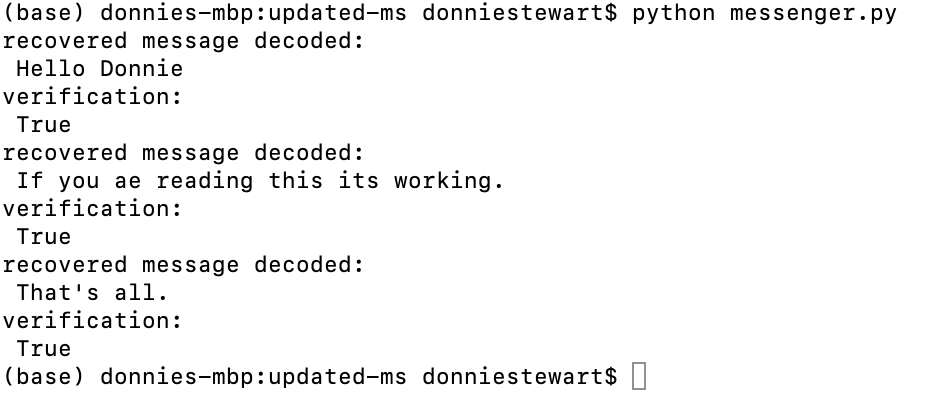 (base) donnies-mbp:updated-ms donniestewart$ python messenger.py
recovered message decoded:
 Hello Donnie
verification:
 True
recovered message decoded:
 If you ae reading this its working.
verification:
 True
recovered message decoded:
 That's all.
verification:
 True
(base) donnies-mbp:updated-ms donniestewart$